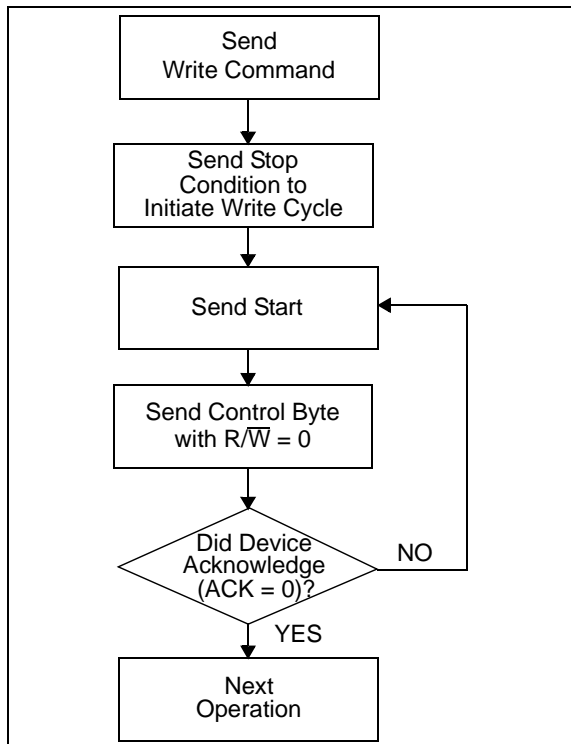 Send
Write Command
Send Stop
Condition to
Initiate Write Cycle
Send Start
Send Control Byte
with R/W̅ = 0
Did Device
Acknowledge
(ACK = 0)?
NO
YES
Next
Operation